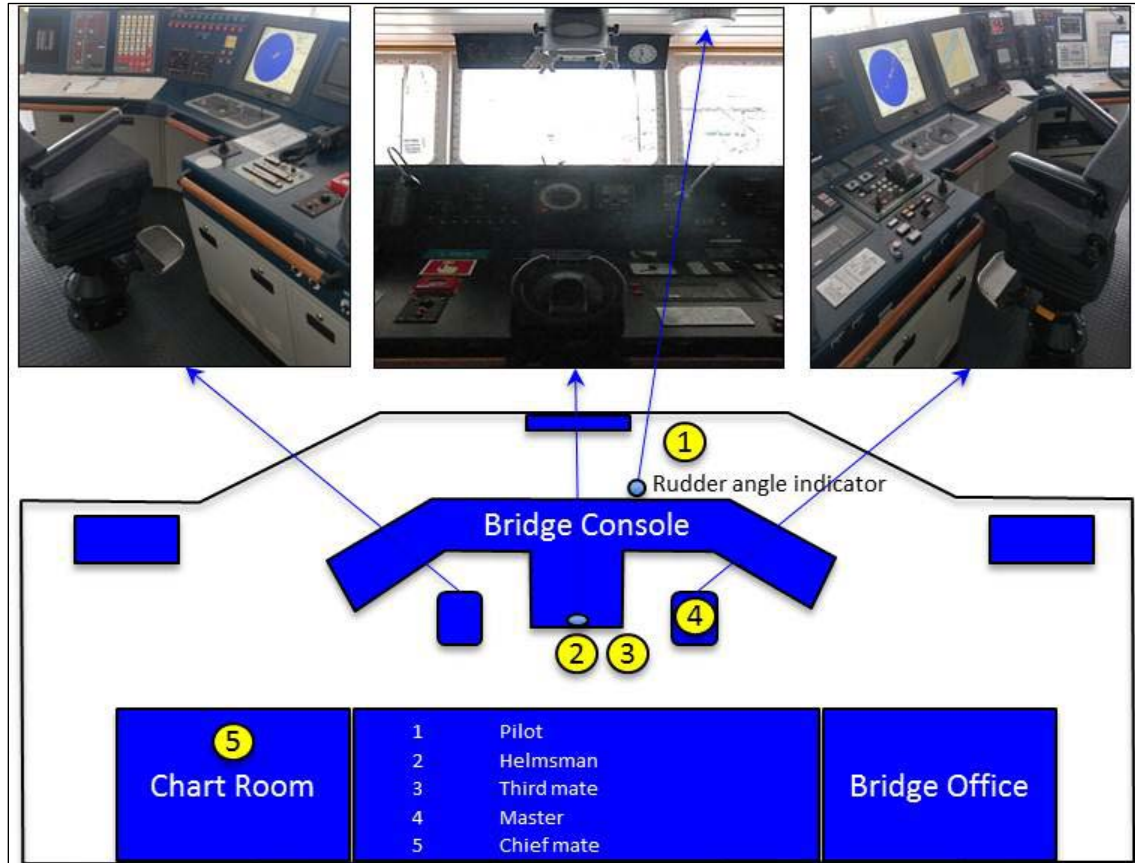 1
Rudder angle indicator
Bridge Console
4
2
3
5
Chart Room
1 Pilot
2 Helmsman
3 Third mate
4 Master
5 Chief mate
Bridge Office